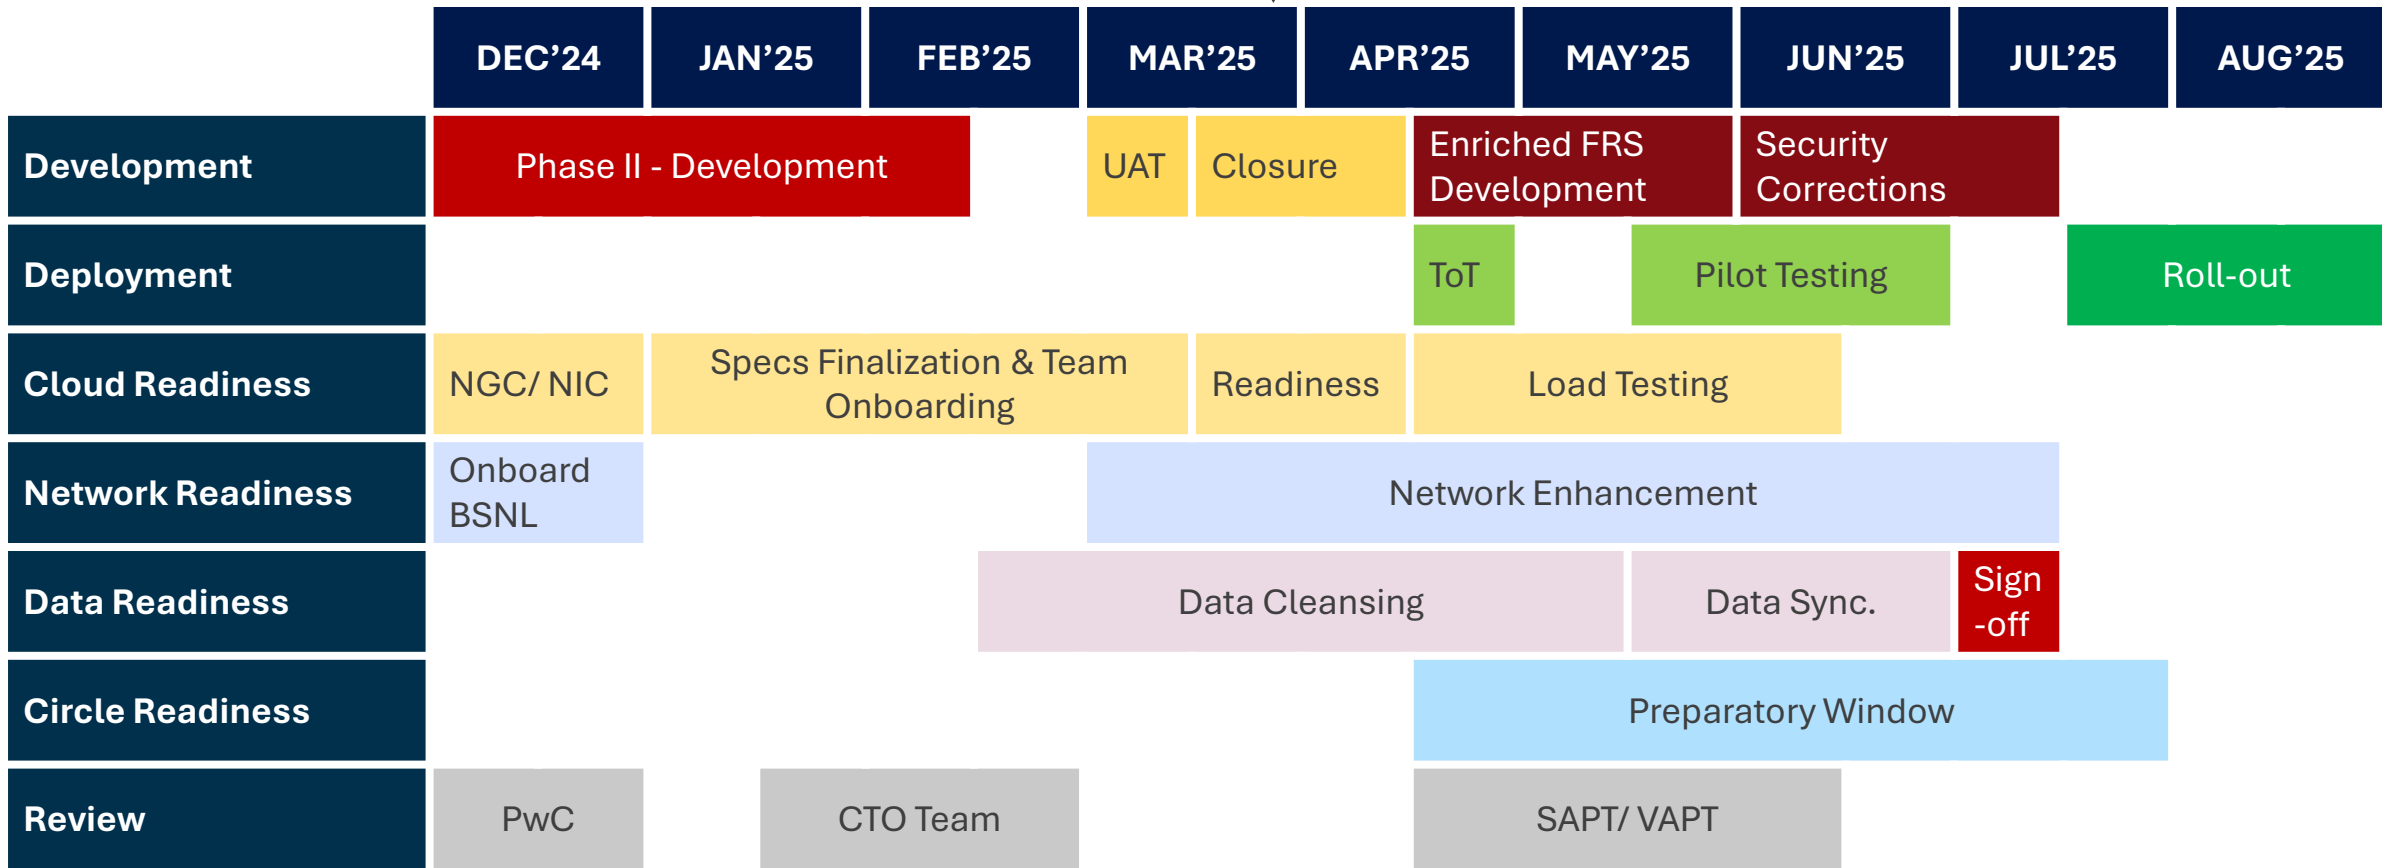 DEC’24 JAN’25 FEB’25 MAR’25 APR’25 MAY’25 JUN’25 JUL’25 AUG’25
Development
Phase II - Development
UAT
Closure
Enriched FRS
Development
Security
Corrections
Deployment
ToT
Pilot Testing
Roll-out
Cloud Readiness
NGC/ NIC
Specs Finalization & Team
Onboarding
Readiness
Load Testing
Network Readiness
Onboard
BSNL
Network Enhancement
Data Readiness
Data Cleansing
Data Sync.
Sign
-off
Circle Readiness
Preparatory Window
Review
PwC
CTO Team
SAPT/ VAPT